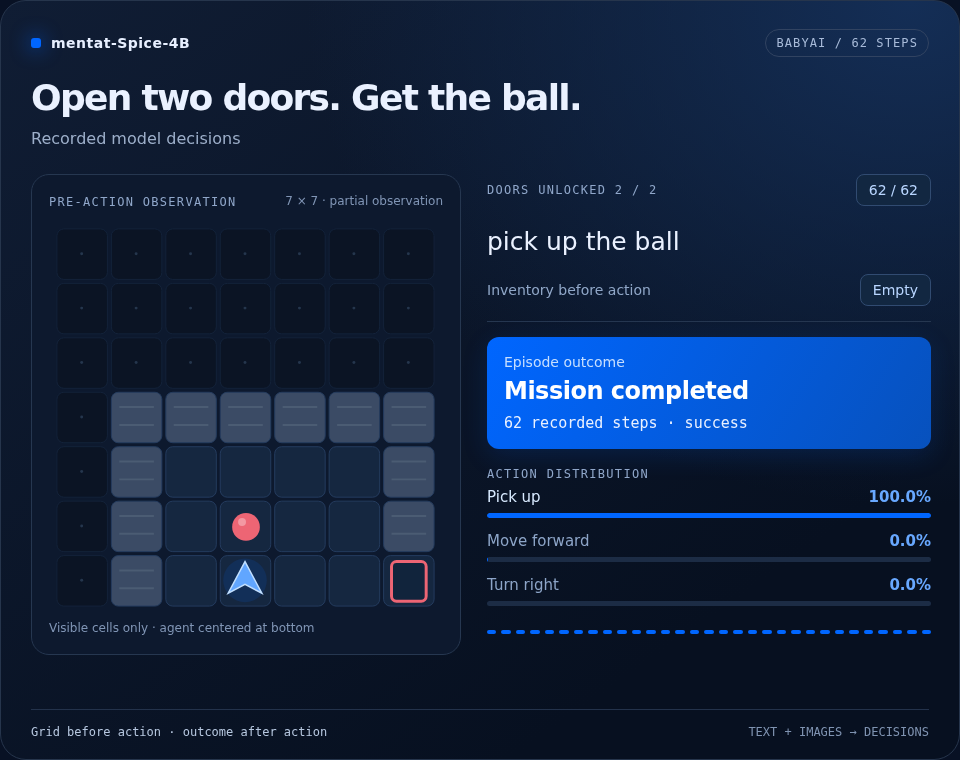 mentat-Spice-4B
BABYAI / 62 STEPS
Open two doors. Get the ball.
Recorded model decisions
PRE-ACTION OBSERVATION
7 × 7 · partial observation
Visible cells only · agent centered at bottom
DOORS UNLOCKED 2 / 2
62 / 62
pick up the ball
Inventory before action
Empty
Episode outcome
Mission completed
62 recorded steps · success
ACTION DISTRIBUTION
Pick up 100.0%
Move forward 0.0%
Turn right 0.0%
Grid before action · outcome after action
TEXT + IMAGES → DECISIONS